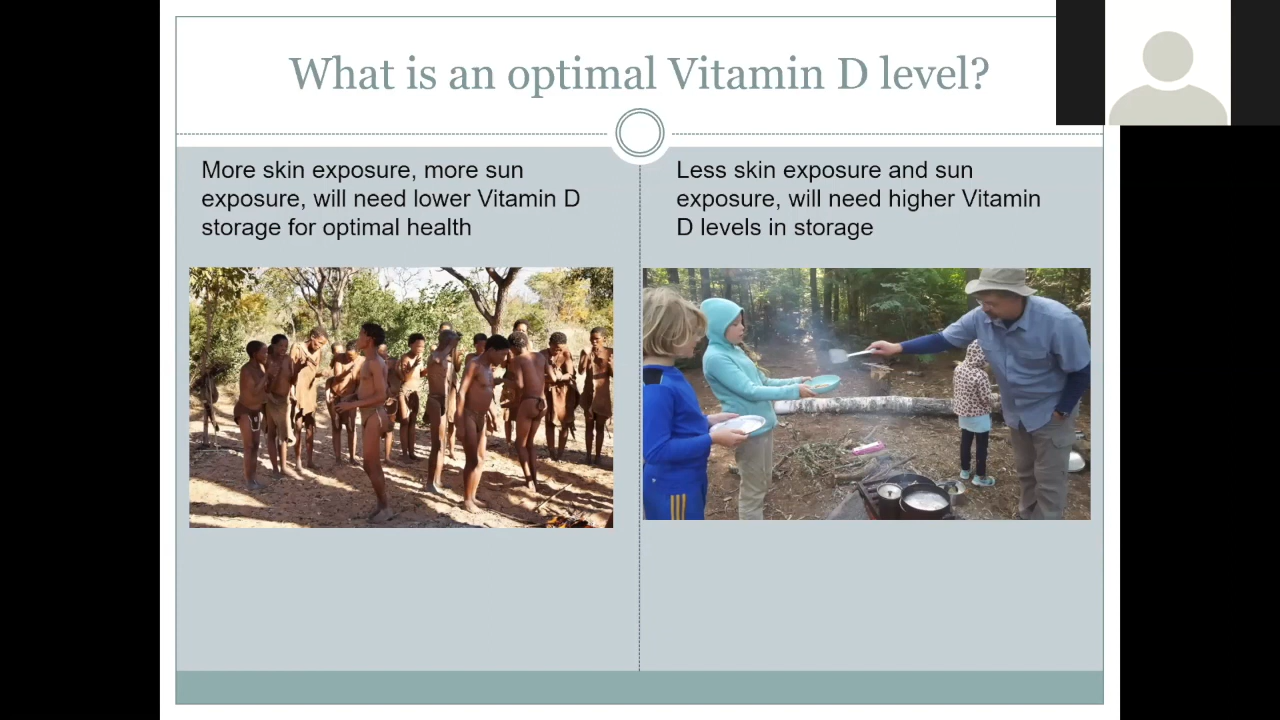 What is an optimal Vitamin D level?
More skin exposure, more sun
exposure, will need lower Vitamin D
storage for optimal health
Less skin exposure and sun
exposure, will need higher Vitamin
D levels in storage